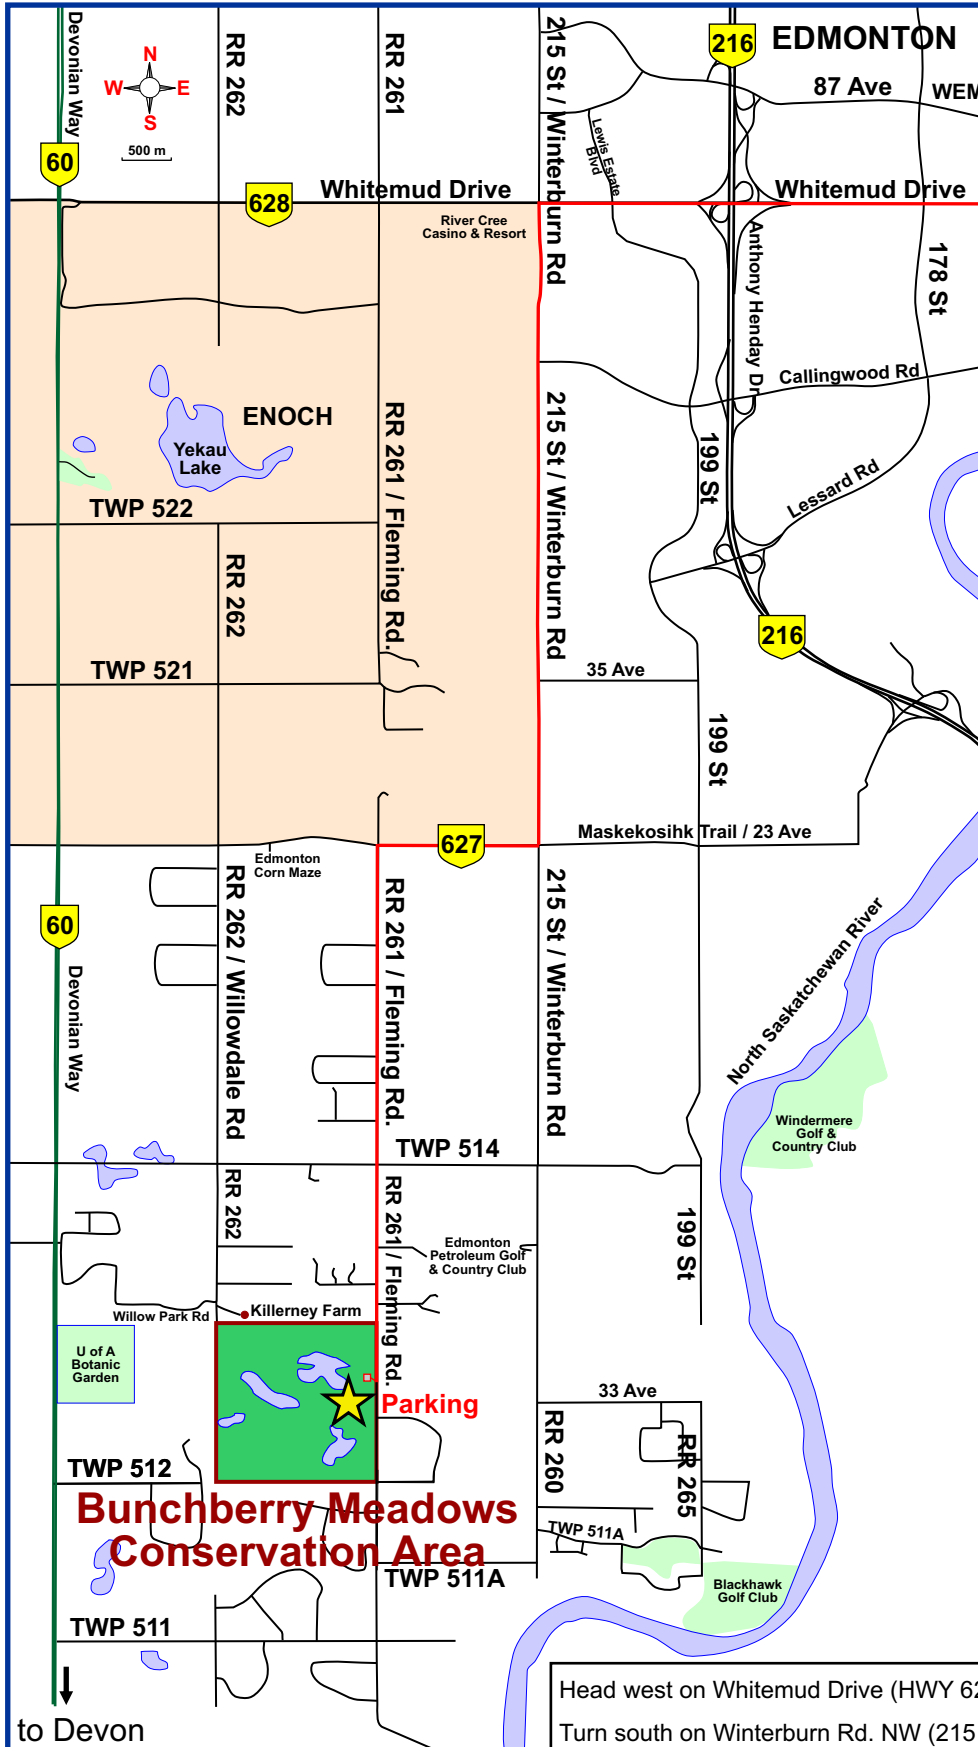 Devonian Way
RR 262
RR 261
215 St / Winterburn Rd
216
EDMONTON
N
W
E
S
500 m
87 Ave
WEM
Lewis Estate
Blvd
60
628
Whitemud Drive
Whitemud Drive
River Cree
Casino & Resort
Anthony Henday Dr
178 St
Callingwood Rd
ENOCH
Yekau
Lake
RR 261 / Fleming Rd.
215 St / Winterburn Rd
199 St
Lessard Rd
TWP 522
RR 262
216
TWP 521
35 Ave
199 St
627
Maskekosihk Trail / 23 Ave
Edmonton
Corn Maze
60
RR 262 / Willowdale Rd
RR 261 / Fleming Rd.
215 St / Winterburn Rd
North Saskatchewan River
Devonian Way
Windermere
Golf &
Country Club
TWP 514
RR 262
RR 261 / Fleming Rd.
199 St
Edmonton
Petroleum Golf
& Country Club
Willow Park Rd
Killerney Farm
U of A
Botanic
Garden
Parking
33 Ave
RR 260
RR 265
TWP 512
Bunchberry Meadows
Conservation Area
TWP 511A
TWP 511A
Blackhawk
Golf Club
TWP 511
to Devon
Head west on Whitemud Drive (HWY 62
Turn south on Winterburn Rd. NW (215